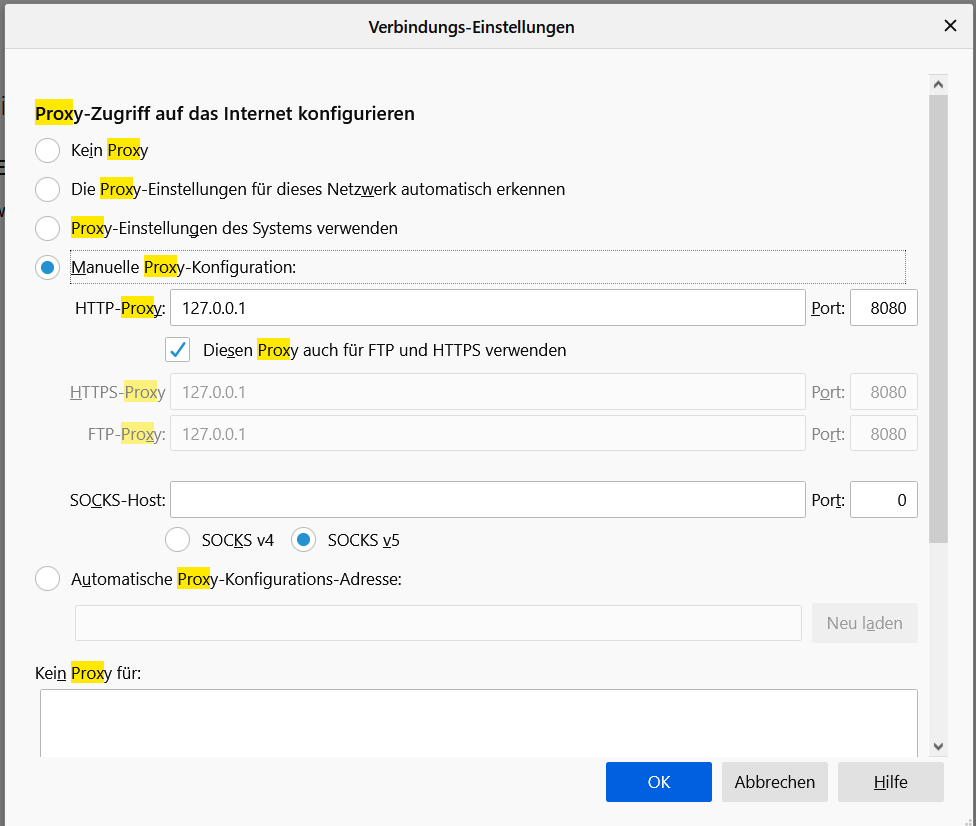 Verbindungs-Einstellungen
Proxy-Zugriff auf das Internet konfigurieren
Kein Proxy
Die Proxy-Einstellungen für dieses Netzwerk automatisch erkennen
Proxy-Einstellungen des Systems verwenden
Manuelle Proxy-Konfiguration:
HTTP-Proxy: 127.0.0.1 Port: 8080
Diesen Proxy auch für FTP und HTTPS verwenden
HTTPS-Proxy 127.0.0.1 Port: 8080
FTP-Proxy: 127.0.0.1 Port: 8080
SOCKS-Host: Port: 0
SOCKS v4 SOCKS v5
Automatische Proxy-Konfigurations-Adresse:
Neu laden
Kein Proxy für:
OK Abbrechen Hilfe